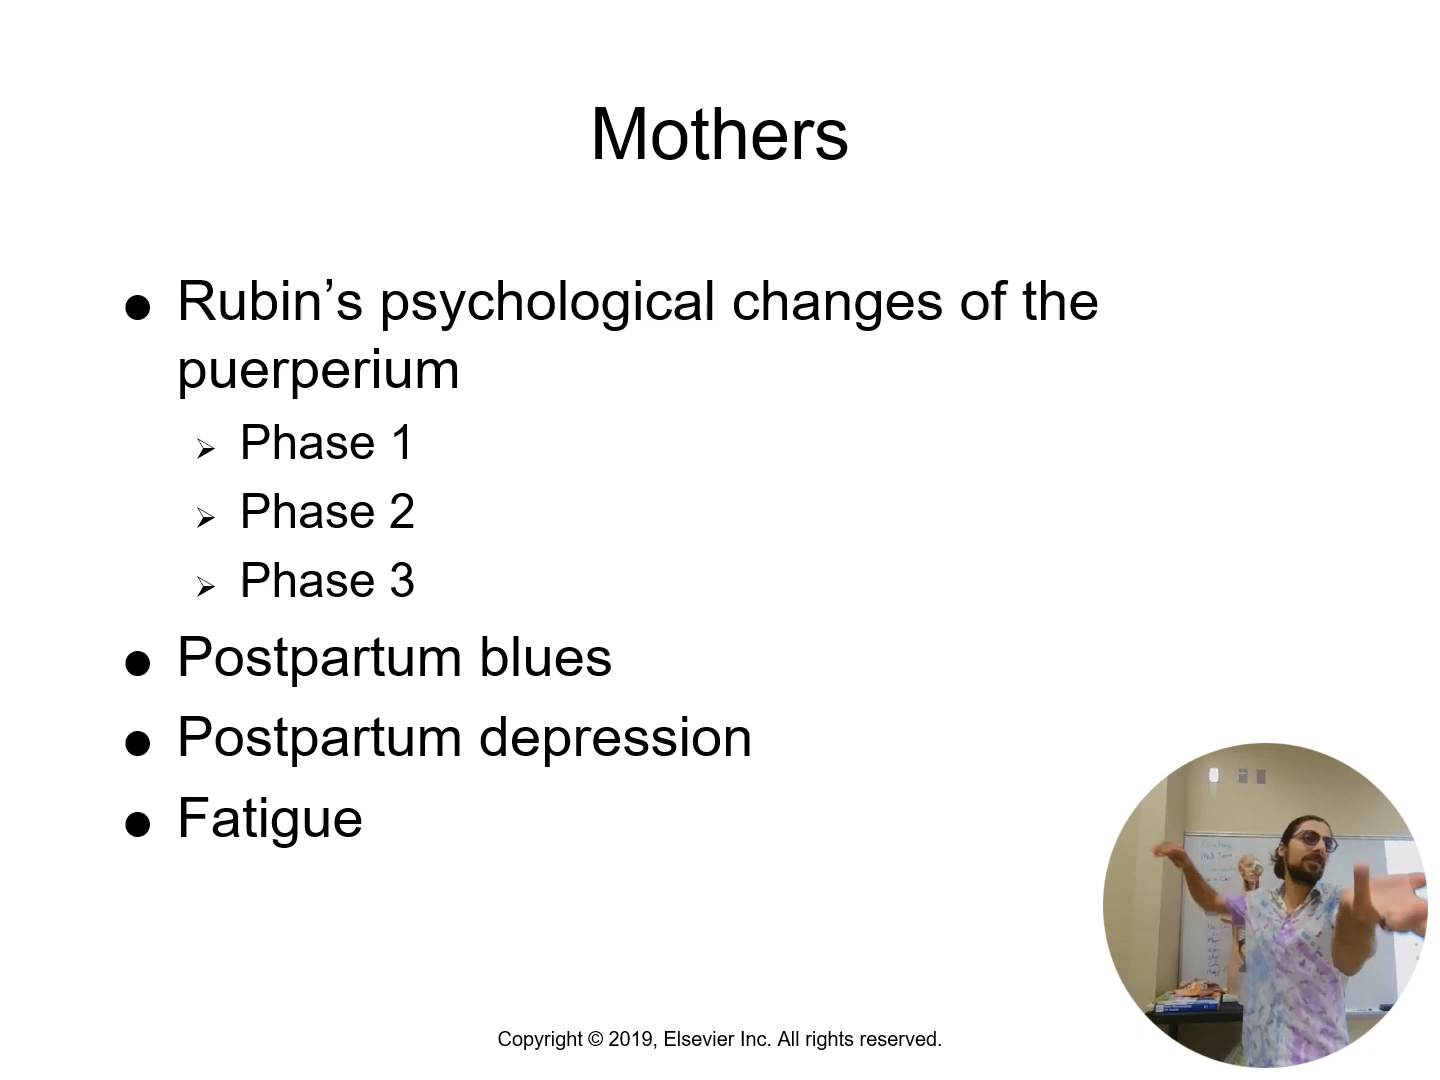 Mothers
● Rubin’s psychological changes of the
puerperium
➢ Phase 1
➢ Phase 2
➢ Phase 3
● Postpartum blues
● Postpartum depression
● Fatigue
Copyright © 2019, Elsevier Inc. All rights reserved.